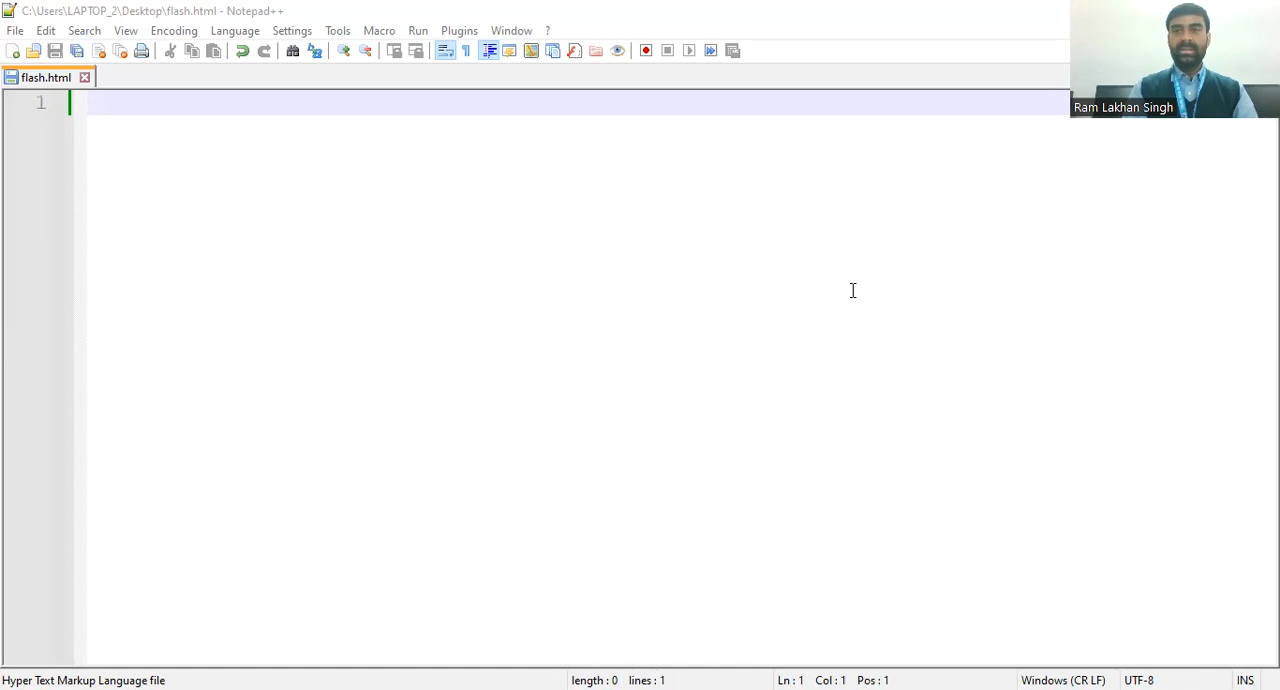 C:\Users\LAPTOP_2\Desktop\flash.html - Notepad++
File Edit Search View Encoding Language Settings Tools Macro Run Plugins Window ?
flash.html
1
Ram Lakhan Singh
Hyper Text Markup Language file length : 0 lines : 1 Ln : 1 Col : 1 Pos : 1 Windows (CR LF) UTF-8 INS